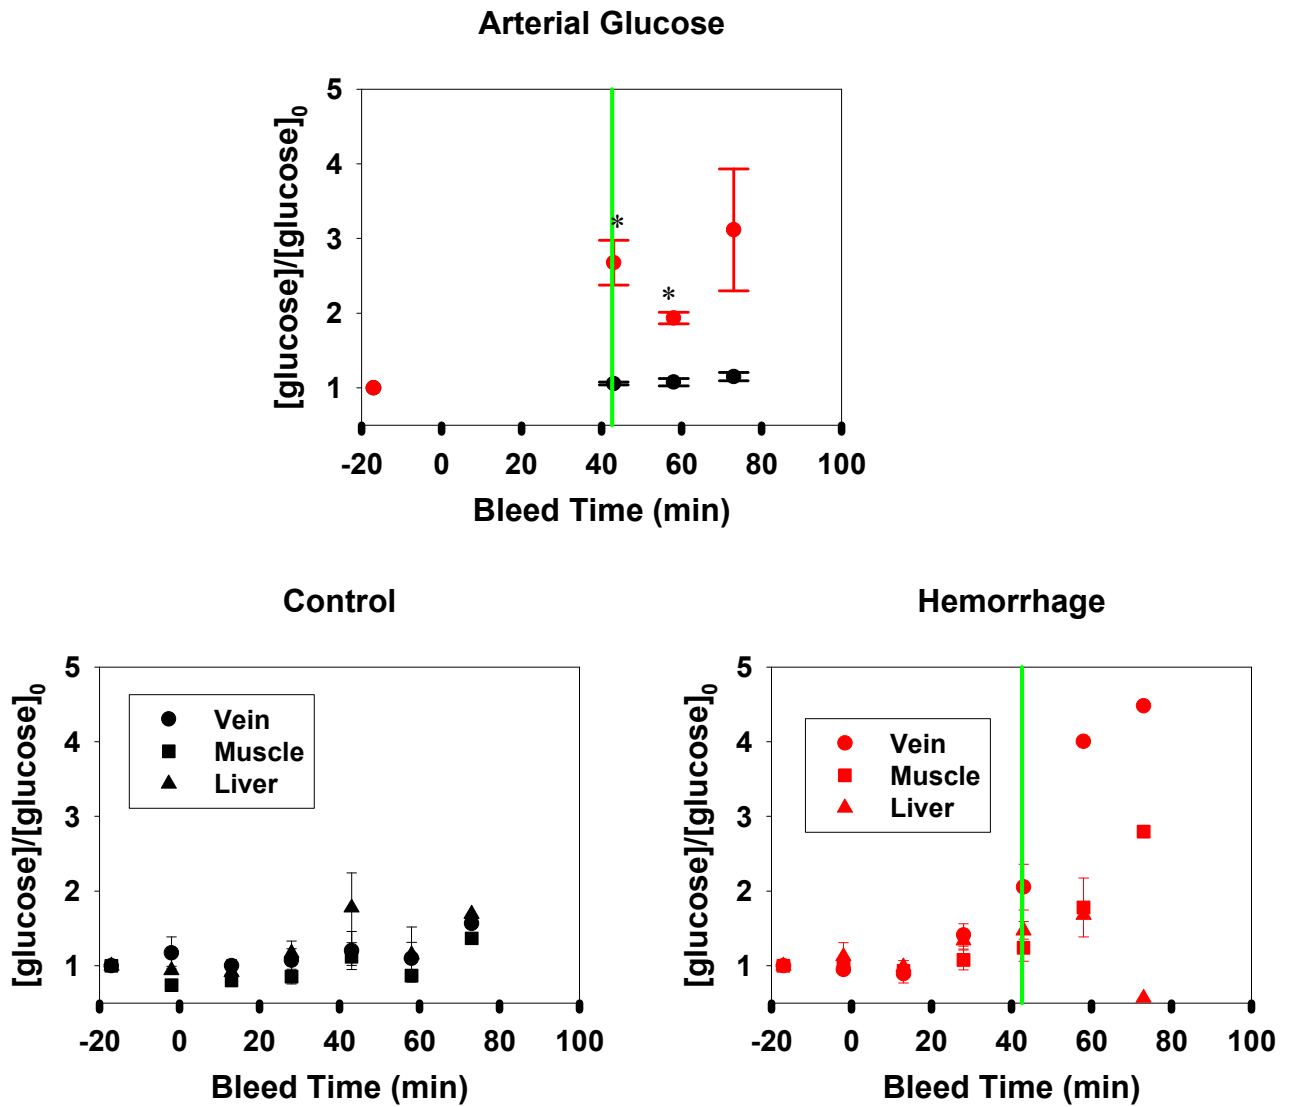 Arterial Glucose
[glucose]/[glucose]₀
5
4
3
2
1
*
*
-20 0 20 40 60 80 100
Bleed Time (min)
Control
[glucose]/[glucose]₀
5
4
3
2
1
Vein
Muscle
Liver
-20 0 20 40 60 80 100
Bleed Time (min)
Hemorrhage
[glucose]/[glucose]₀
5
4
3
2
1
Vein
Muscle
Liver
-20 0 20 40 60 80 100
Bleed Time (min)